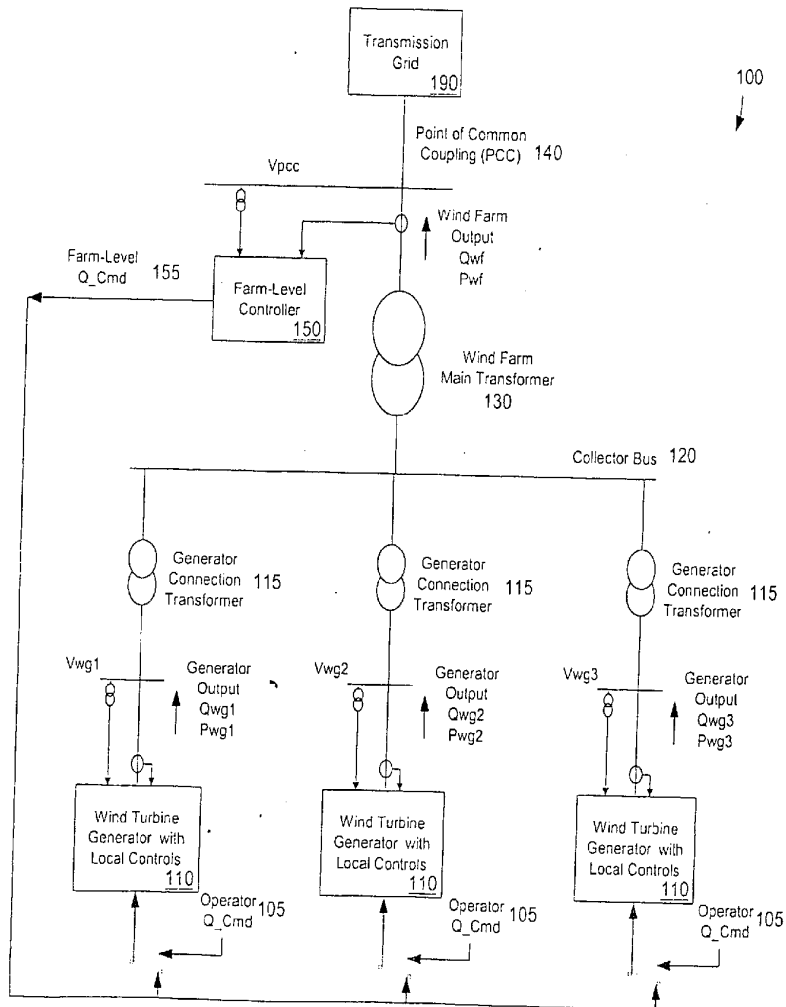 Transmission
Grid
190
100
Point of Common
Coupling (PCC) 140
Vpcc
Wind Farm
Output
Qwf
Pwf
Farm-Level
Q_Cmd 155
Farm-Level
Controller
150
Wind Farm
Main Transformer
130
Collector Bus 120
Generator
Connection 115
Transformer
Generator
Connection 115
Transformer
Generator
Connection 115
Transformer
Vwg1
Generator
Output
Qwg1
Pwg1
Vwg2
Generator
Output
Qwg2
Pwg2
Vwg3
Generator
Output
Qwg3
Pwg3
Wind Turbine
Generator with
Local Controls
110
Wind Turbine
Generator with
Local Controls
110
Wind Turbine
Generator with
Local Controls
110
Operator 105
Q_Cmd
Operator 105
Q_Cmd
Operator 105
Q_Cmd